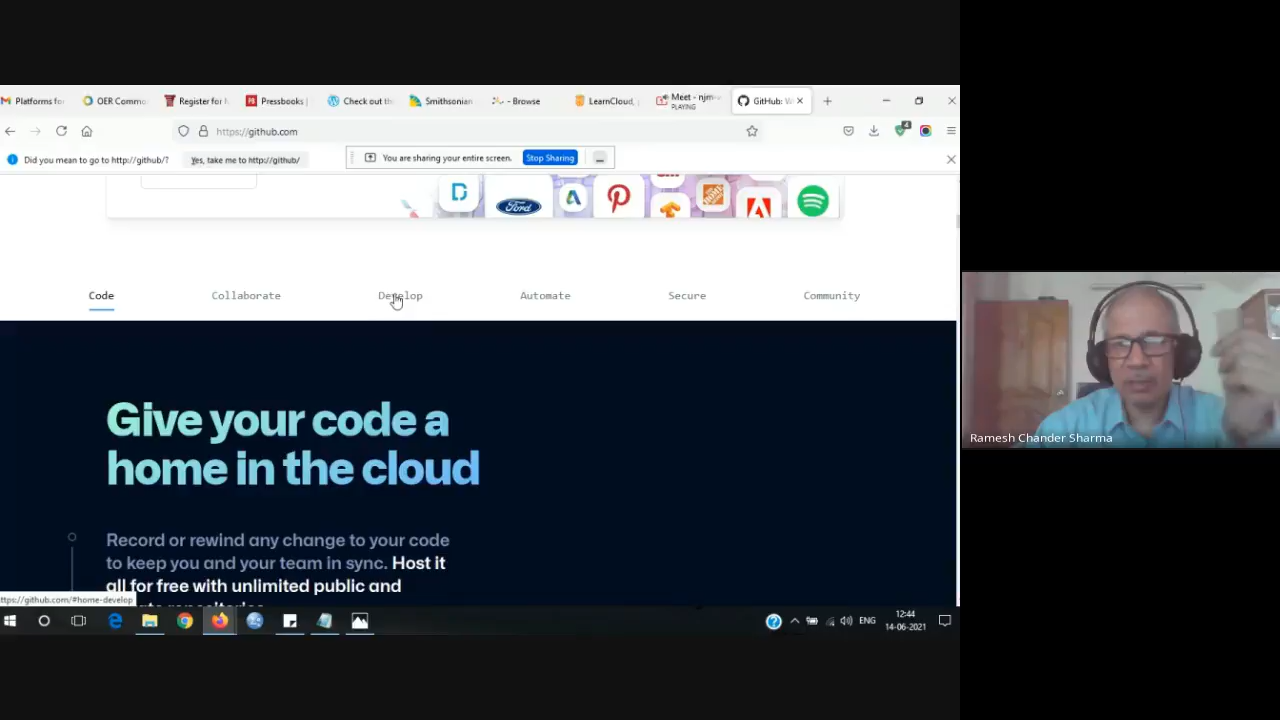 Platforms fo
OER Commo
Register for N
Pressbooks
Check out th
Smithsonian
- Browse
LearnCloud,
Meet - njm
PLAYING
GitHub: W
https://github.com
4
Did you mean to go to http://github/?
Yes, take me to http://github/
You are sharing your entire screen.
Stop Sharing
Ford
Code
Collaborate
Develop
Automate
Secure
Community
Give your code a
home in the cloud
Record or rewind any change to your code
to keep you and your team in sync. Host it
all for free with unlimited public and
ttps://github.com/#home-develop
ENG
12:44
14-06-2021
Ramesh Chander Sharma